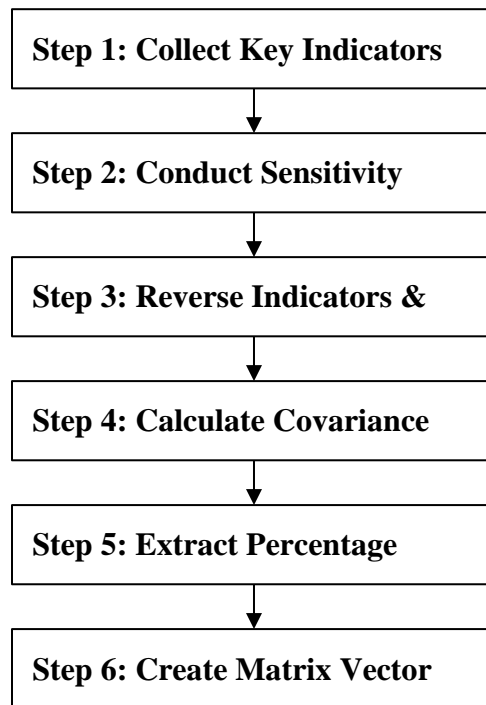 Step 1: Collect Key Indicators
Step 2: Conduct Sensitivity
Step 3: Reverse Indicators &
Step 4: Calculate Covariance
Step 5: Extract Percentage
Step 6: Create Matrix Vector